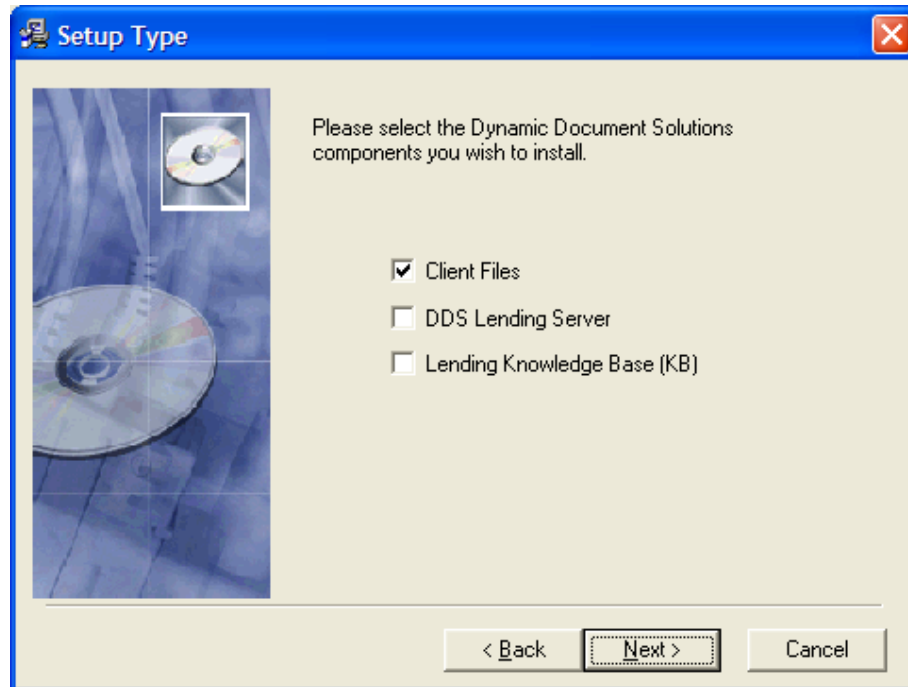 Setup Type
Please select the Dynamic Document Solutions
components you wish to install.
Client Files
DDS Lending Server
Lending Knowledge Base (KB)
< Back
Next >
Cancel